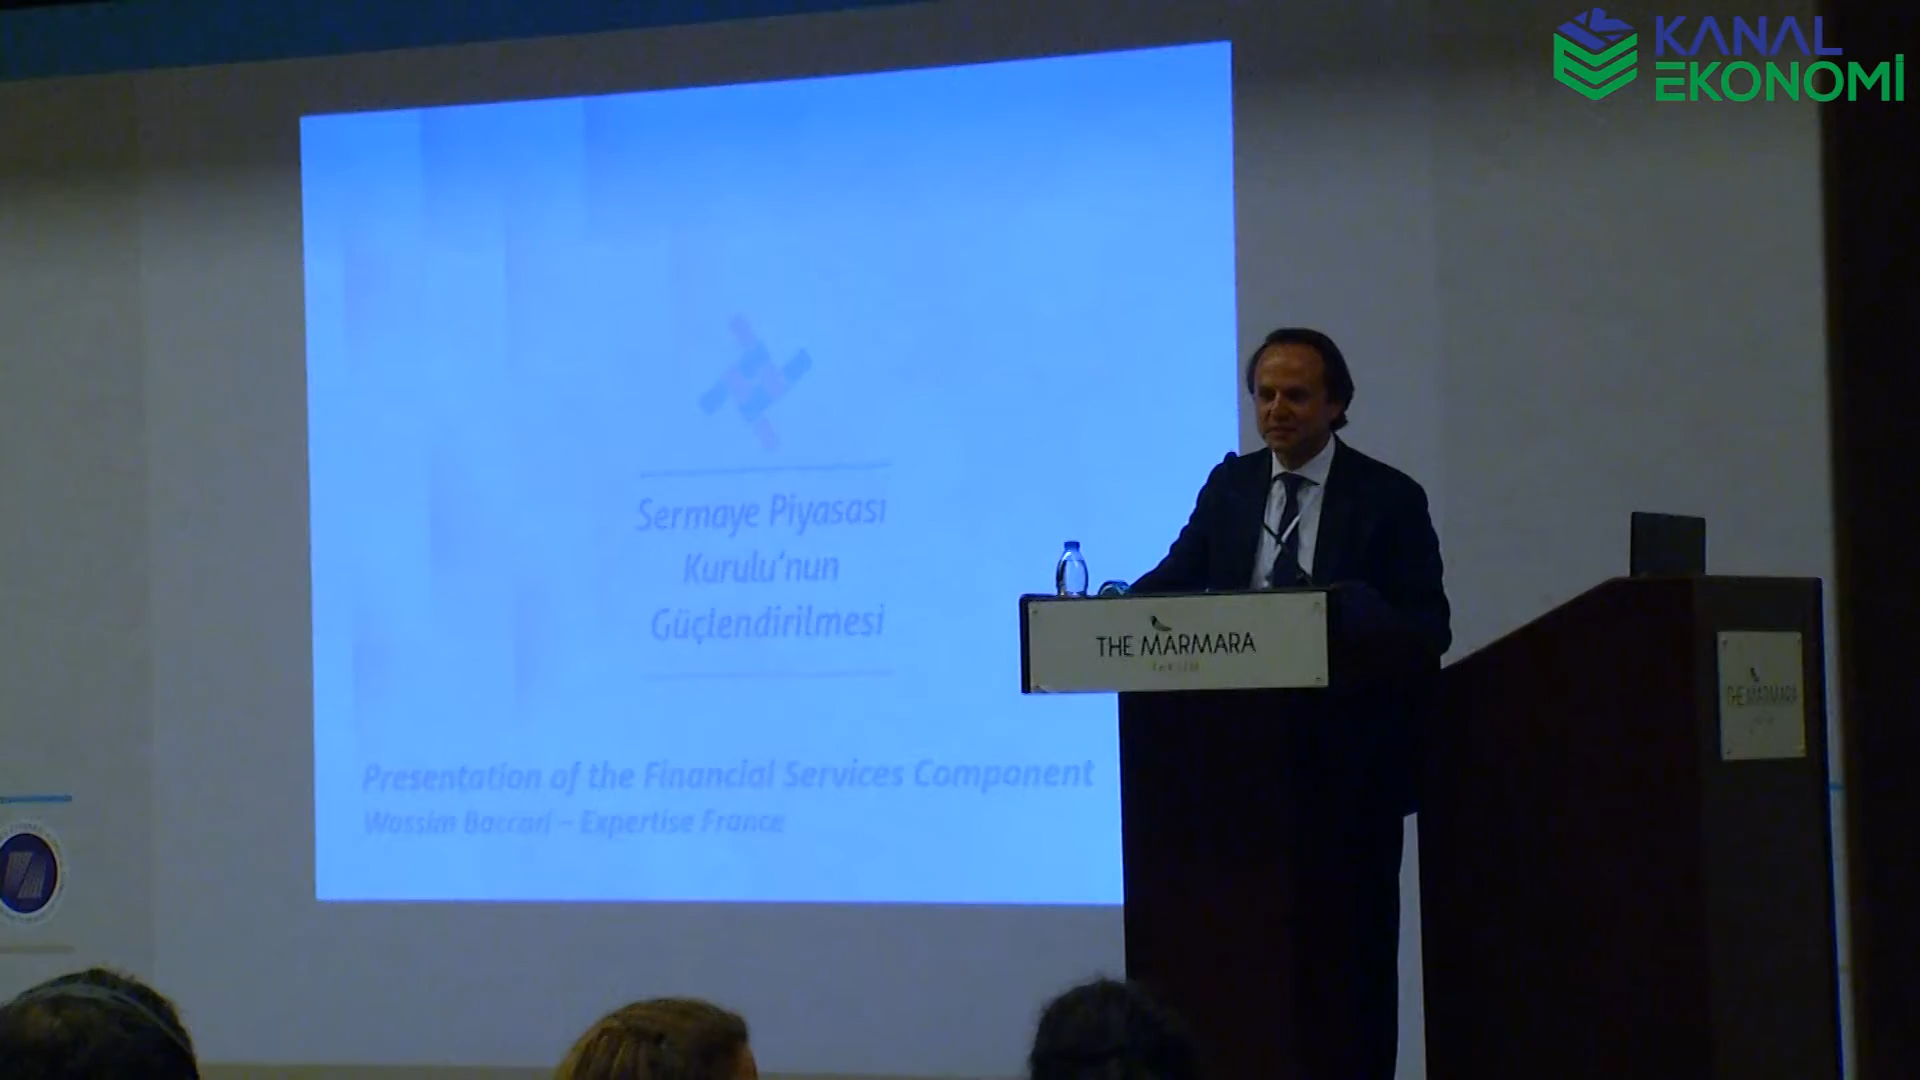 KANAL
EKONOMİ
Sermaye Piyasası
Kurulu'nun
Güçlendirilmesi
Presentation of the Financial Services Component
Wassim Baccari – Expertise France
THE MARMARA
TAKSİM
THE MARMARA